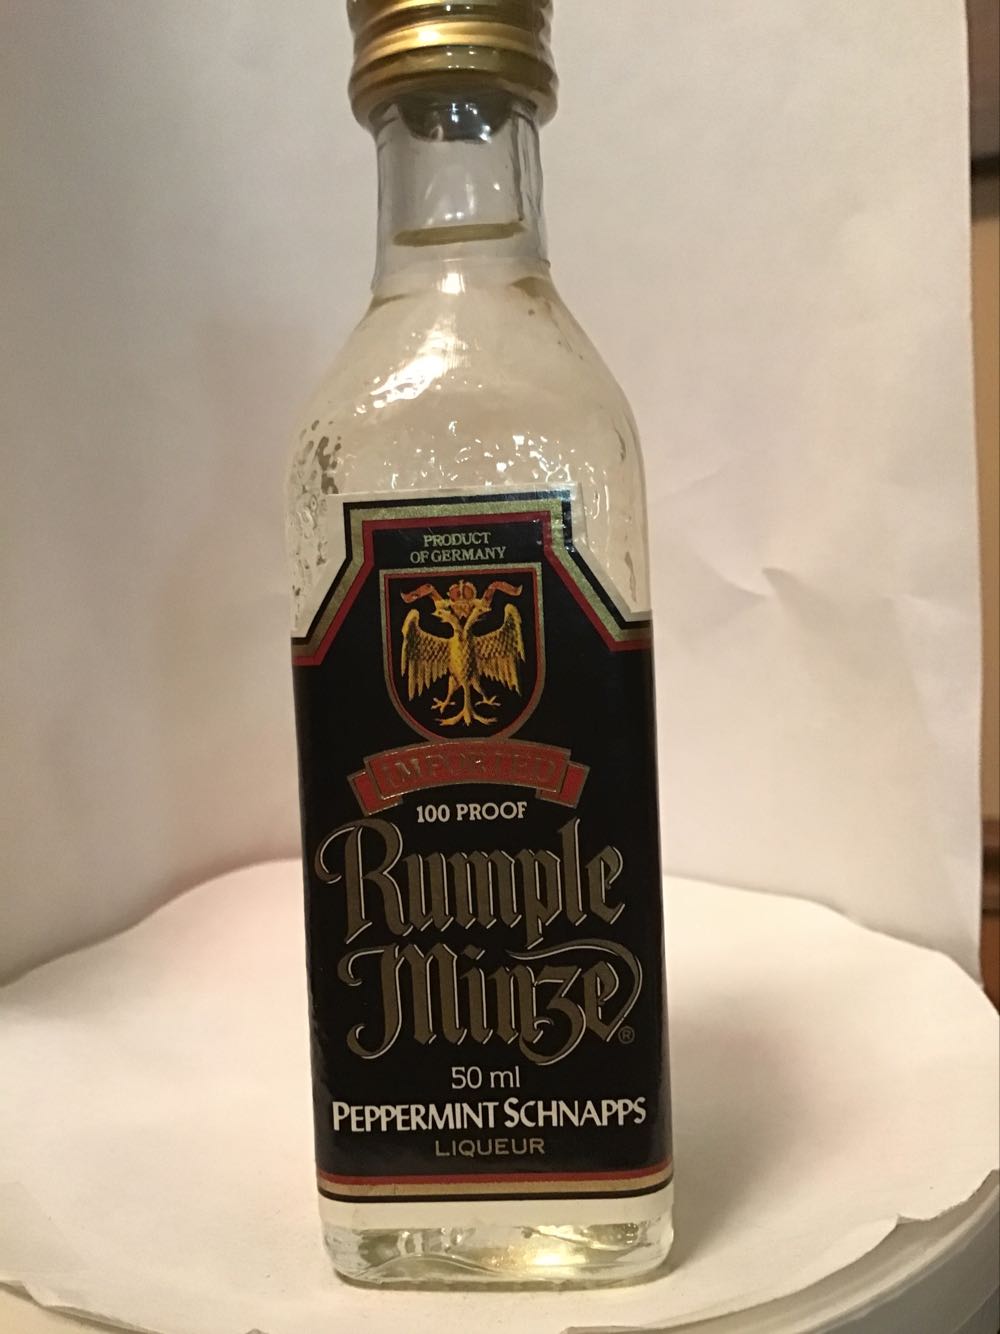 PRODUCT
OF GERMANY
IMPORTED
100 PROOF
Rumple
Minze®
50 ml
PEPPERMINT SCHNAPPS
LIQUEUR